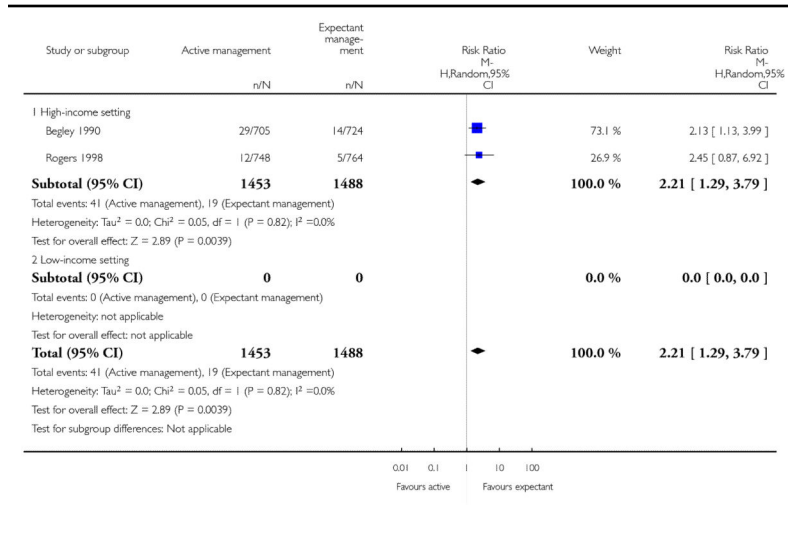 Study or subgroup Active management Expectant management Risk Ratio Weight Risk Ratio
n/N n/N M-H,Random,95% CI M-H,Random,95% CI
1 High-income setting
Begley 1990 29/705 14/724 73.1 % 2.13 [ 1.13, 3.99 ]
Rogers 1998 12/748 5/764 26.9 % 2.45 [ 0.87, 6.92 ]
Subtotal (95% CI) 1453 1488 100.0 % 2.21 [ 1.29, 3.79 ]
Total events: 41 (Active management), 19 (Expectant management)
Heterogeneity: Tau² = 0.0; Chi² = 0.05, df = 1 (P = 0.82); I² =0.0%
Test for overall effect: Z = 2.89 (P = 0.0039)
2 Low-income setting
Subtotal (95% CI) 0 0 0.0 % 0.0 [ 0.0, 0.0 ]
Total events: 0 (Active management), 0 (Expectant management)
Heterogeneity: not applicable
Test for overall effect: not applicable
Total (95% CI) 1453 1488 100.0 % 2.21 [ 1.29, 3.79 ]
Total events: 41 (Active management), 19 (Expectant management)
Heterogeneity: Tau² = 0.0; Chi² = 0.05, df = 1 (P = 0.82); I² =0.0%
Test for overall effect: Z = 2.89 (P = 0.0039)
Test for subgroup differences: Not applicable
0.01 0.1 1 10 100
Favours active Favours expectant